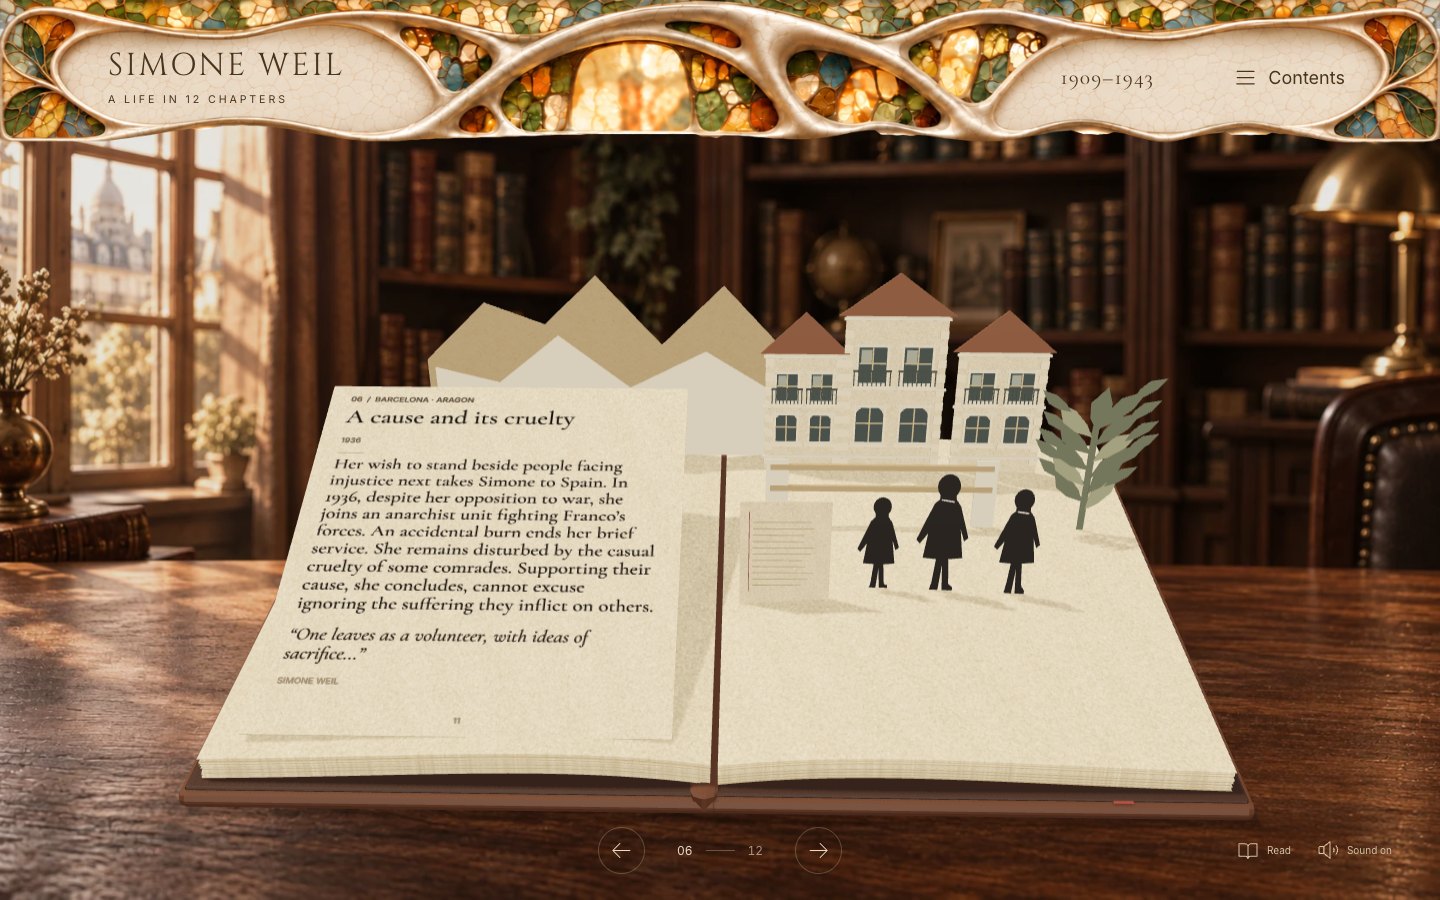 SIMONE WEIL
A LIFE IN 12 CHAPTERS
1909–1943
Contents
06 / BARCELONA · ARAGON
A cause and its cruelty
1936
Her wish to stand beside people facing
injustice next takes Simone to Spain. In
1936, despite her opposition to war, she
joins an anarchist unit fighting Franco’s
forces. An accidental burn ends her brief
service. She remains disturbed by the casual
cruelty of some comrades. Supporting their
cause, she concludes, cannot excuse
ignoring the suffering they inflict on others.
“One leaves as a volunteer, with ideas of
sacrifice...”
SIMONE WEIL
11
06
12
Read
Sound on